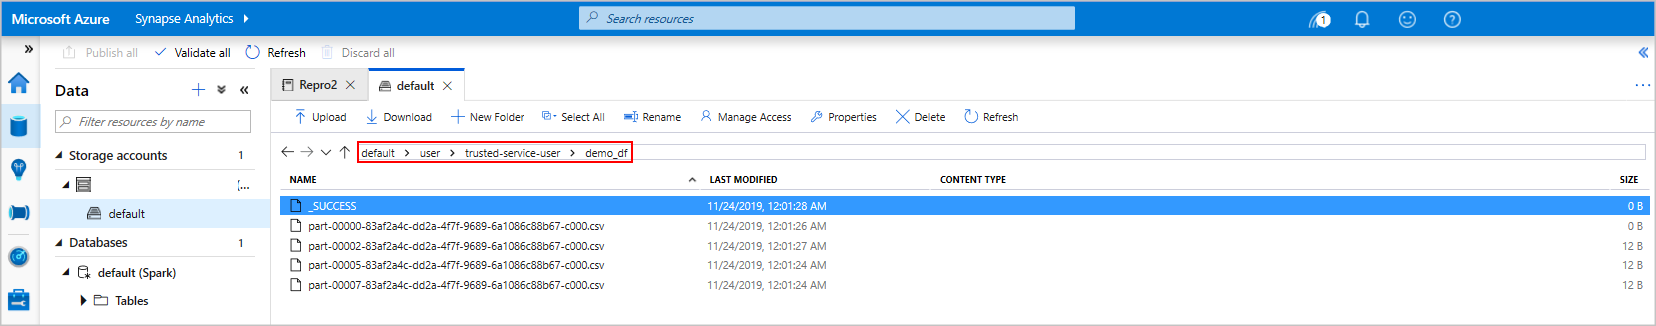 Microsoft Azure Synapse Analytics Search resources 1
Publish all Validate all Refresh Discard all
Data
Filter resources by name
Storage accounts 1
{...
default
Databases 1
default (Spark)
Tables
Repro2 default
Upload Download New Folder Select All Rename Manage Access Properties Delete Refresh
default > user > trusted-service-user > demo_df
NAME LAST MODIFIED CONTENT TYPE SIZE
_SUCCESS 11/24/2019, 12:01:28 AM 0 B
part-00000-83af2a4c-dd2a-4f7f-9689-6a1086c88b67-c000.csv 11/24/2019, 12:01:26 AM 0 B
part-00002-83af2a4c-dd2a-4f7f-9689-6a1086c88b67-c000.csv 11/24/2019, 12:01:27 AM 12 B
part-00005-83af2a4c-dd2a-4f7f-9689-6a1086c88b67-c000.csv 11/24/2019, 12:01:24 AM 12 B
part-00007-83af2a4c-dd2a-4f7f-9689-6a1086c88b67-c000.csv 11/24/2019, 12:01:24 AM 12 B